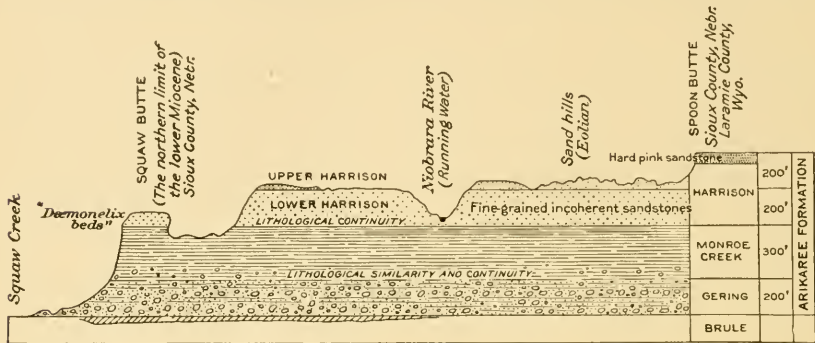 Squaw Creek
"Dæmonelix
beds"
SQUAW BUTTE
(The northern limit of
the lower Miocene)
Sioux County, Nebr.
UPPER HARRISON
LOWER HARRISON
LITHOLOGICAL CONTINUITY
LITHOLOGICAL SIMILARITY AND CONTINUITY
Niobrara River
(Running Water)
Sand hills
(Eolian)
Fine-grained incoherent sandstones
SPOON BUTTE
Sioux County, Nebr.
Laramie County,
Wyo.
Hard pink sandstone
HARRISON
200'
200'
MONROE
CREEK
300'
GERING
200'
BRULE
ARIKAREE FORMATION